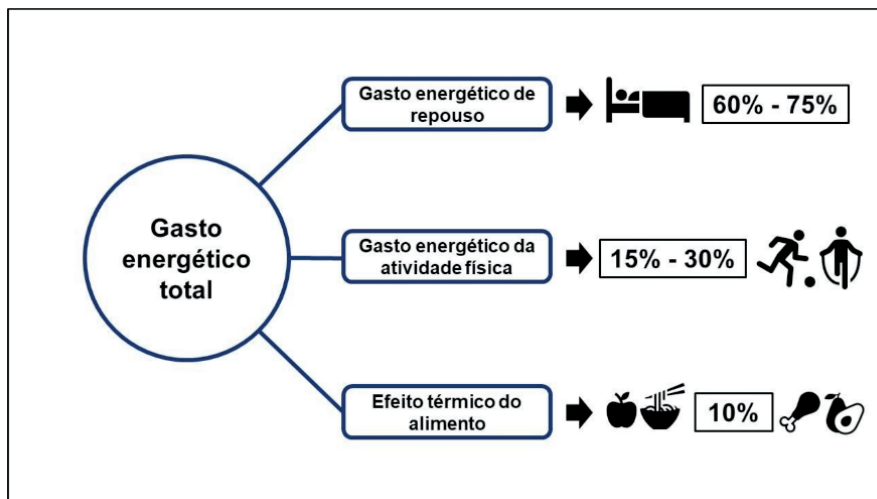 Gasto
energético
total
Gasto energético de
repouso
60% - 75%
Gasto energético da
atividade física
15% - 30%
Efeito térmico do
alimento
10%